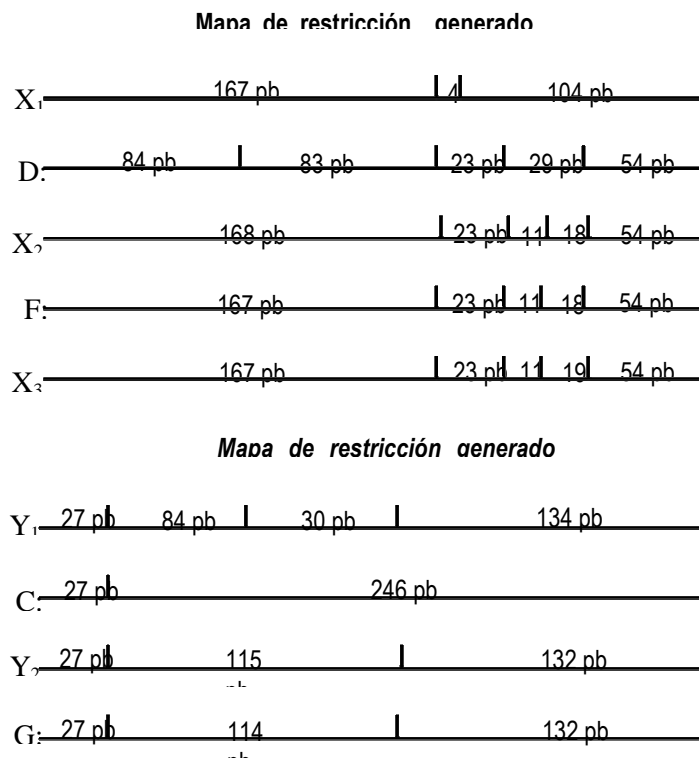 Mapa de restricción generado
X₁ 167 pb 4 104 pb
D: 84 pb 83 pb 23 pb 29 pb 54 pb
X₂ 168 pb 23 pb 11 18 54 pb
F: 167 pb 23 pb 11 18 54 pb
X₃ 167 pb 23 pb 11 19 54 pb
Mapa de restricción generado
Y₁ 27 pb 84 pb 30 pb 134 pb
C: 27 pb 246 pb
Y₂ 27 pb 115 132 pb
pb
G: 27 pb 114 132 pb
pb